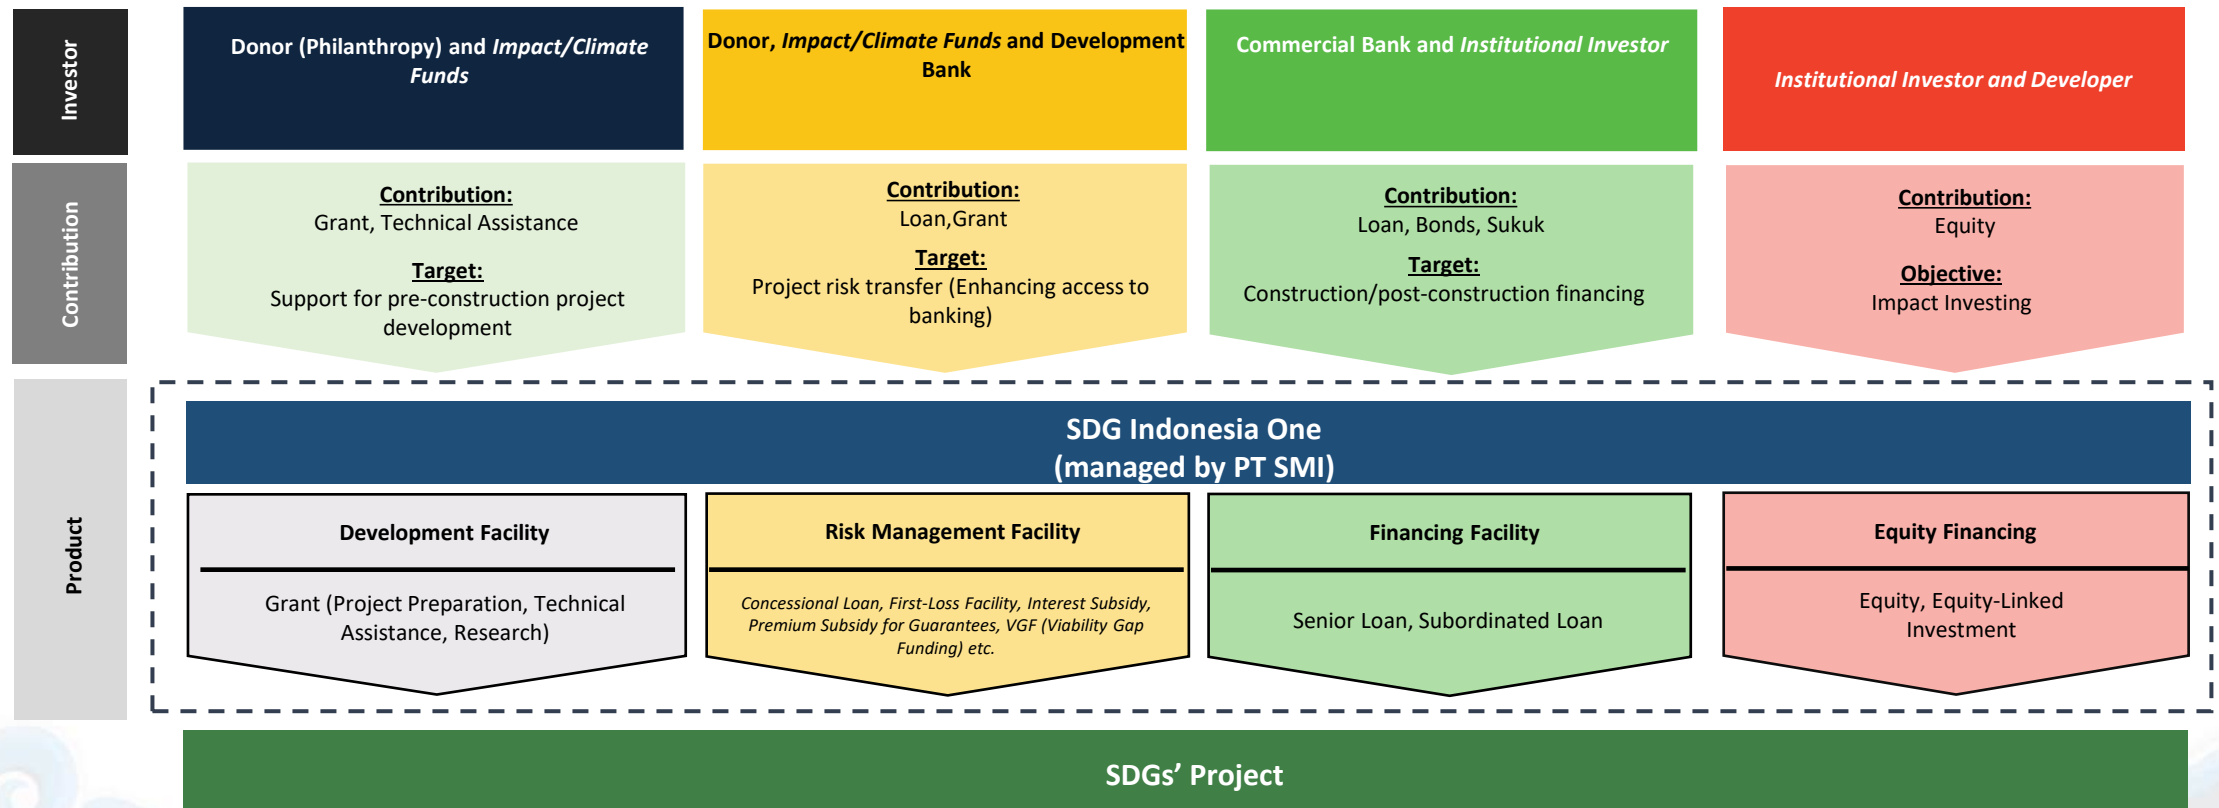 Investor
Donor (Philanthropy) and Impact/Climate
Funds
Donor, Impact/Climate Funds and Development
Bank
Commercial Bank and Institutional Investor
Institutional Investor and Developer
Contribution
Contribution:
Grant, Technical Assistance
Target:
Support for pre-construction project
development
Contribution:
Loan,Grant
Target:
Project risk transfer (Enhancing access to
banking)
Contribution:
Loan, Bonds, Sukuk
Target:
Construction/post-construction financing
Contribution:
Equity
Objective:
Impact Investing
Product
SDG Indonesia One
(managed by PT SMI)
Development Facility
Grant (Project Preparation, Technical
Assistance, Research)
Risk Management Facility
Concessional Loan, First-Loss Facility, Interest Subsidy,
Premium Subsidy for Guarantees, VGF (Viability Gap
Funding) etc.
Financing Facility
Senior Loan, Subordinated Loan
Equity Financing
Equity, Equity-Linked
Investment
SDGs’ Project